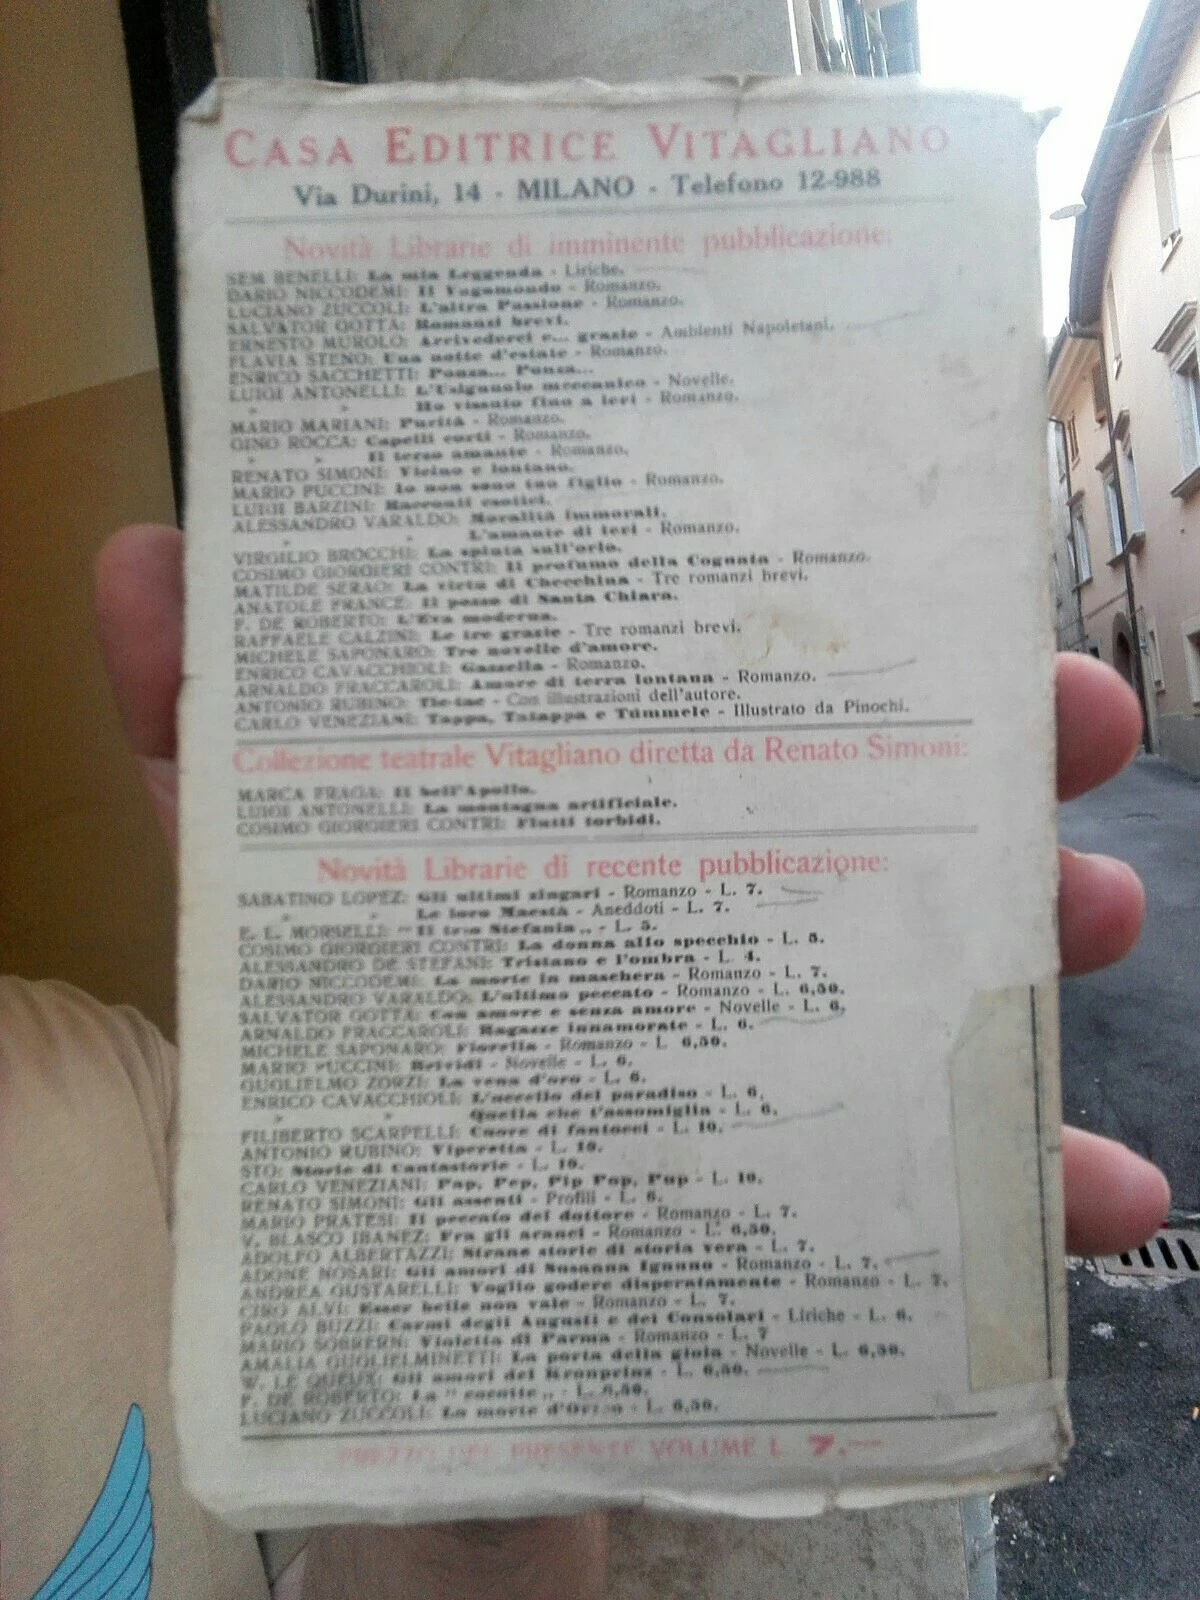 CASA EDITRICE VITAGLIANO
Via Durini, 14 - MILANO - Telefono 12-988
Novità Librarie di imminente pubblicazione:
SEM BENELLI: La mia Leggenda - Liriche.
DARIO NICCODEMI: Il Vagamondo - Romanzo.
LUCIANO ZUCCOLI: L'altra Passione - Romanzo.
SALVATOR GOTTA: Romanzi brevi.
ERNESTO MUROLO: Arrivederci e... grazie - Ambienti Napoletani.
FLAVIA STENO: Una notte d'estate - Romanzo.
ENRICO SACCHETTI: Ponza... Ponza...
LUIGI ANTONELLI: L'Usignuolo meccanico - Novelle.
" " Ho vissuto fino a ieri - Romanzo.
MARIO MARIANI: Purità - Romanzo.
GINO ROCCA: Capelli corti - Romanzo.
" " Il terzo amante - Romanzo.
RENATO SIMONI: Vicino e lontano.
MARIO PUCCINI: Io non sono tuo figlio - Romanzo.
LUIGI BARZINI: Racconti esotici.
ALESSANDRO VARALDO: Moralità immorali.
" " L'amante di ieri - Romanzo.
VIRGILIO BROCCHI: La spinta sull'orlo.
COSIMO GIORGIERI CONTRI: Il profumo della Cognata - Romanzo.
MATILDE SERAO: La virtù di Checchina - Tre romanzi brevi.
ANATOLE FRANCE: Il pozzo di Santa Chiara.
F. DE ROBERTO: L'Eva moderna.
RAFFAELE CALZINI: Le tre grazie - Tre romanzi brevi.
MICHELE SAPONARO: Tre novelle d'amore.
ENRICO CAVACCHIOLI: Gazzella - Romanzo.
ARNALDO FRACCAROLI: Amore di terra lontana - Romanzo.
ANTONIO RUBINO: Tic-tac - Con illustrazioni dell'autore.
CARLO VENEZIANI: Tappa, Talappa e Tummele - Illustrato da Pinochi.
Collezione teatrale Vitagliano diretta da Renato Simoni:
MARCA PRAGA: Il bell'Apollo.
LUIGI ANTONELLI: La montagna artificiale.
COSIMO GIORGIERI CONTRI: Flutti torbidi.
Novità Librarie di recente pubblicazione:
SABATINO LOPEZ: Gli ultimi zingari - Romanzo - L. 7.
" " Le loro Maestà - Aneddoti - L. 7.
E. L. MORSELLI: "Il trio Stefania" - L. 5.
COSIMO GIORGIERI CONTRI: La donna allo specchio - L. 5.
ALESSANDRO DE STEFANI: Tristano e l'ombra - L. 4.
DARIO NICCODEMI: La morte in maschera - Romanzo - L. 7.
ALESSANDRO VARALDO: L'ultimo peccato - Romanzo - L. 6,50.
SALVATOR GOTTA: Con amore e senza amore - Novelle - L. 6,
ARNALDO FRACCAROLI: Ragazze innamorate - L. 6.
MICHELE SAPONARO: Fiorella - Romanzo - L. 6,50.
MARIO PUCCINI: Brividi - Novelle - L. 6.
GUGLIELMO ZORZI: La vena d'oro - L. 6.
ENRICO CAVACCHIOLI: L'uccello del paradiso - L. 6,
" " Quella che t'assomiglia - L. 6.
FILIBERTO SCARPELLI: Cuore di fantocci - L. 10.
ANTONIO RUBINO: Viperetta - L. 10.
STO: Storie di Cantastorie - L. 10.
CARLO VENEZIANI: Pap, Pep, Pip Pop, Pup - L. 10.
RENATO SIMONI: Gli assenti - Profili - L. 6.
MARIO PRATESI: Il peccato del dottore - Romanzo - L. 7.
V. BLASCO IBANEZ: Fra gli aranci - Romanzo - L. 6,50.
ADOLFO ALBERTAZZI: Strane storie di storia vera - L. 7.
ADONE NOSARI: Gli amori di Susanna Ignuno - Romanzo - L. 7.
ANDREA GUSTARELLI: Voglio godere disperatamente - Romanzo - L. 7.
CIRO ALVI: Esser belle non vale - Romanzo - L. 7.
PAOLO BUZZI: Carmi degli Augusti e dei Consolari - Liriche - L. 6.
MARIO SOBRERN: Violetta di Parma - Romanzo - L. 7
AMALIA GUGLIELMINETTI: La porta della gioia - Novelle - L. 6,50.
W. LE QUEUX: Gli amori del Kronprinz - L. 6,50.
F. DE ROBERTO: La "cocotte" - L. 5,50.
LUCIANO ZUCCOLI: La morte d'Orfeo - L. 6,50.
PREZZO DEL PRESENTE VOLUME L. 7.—